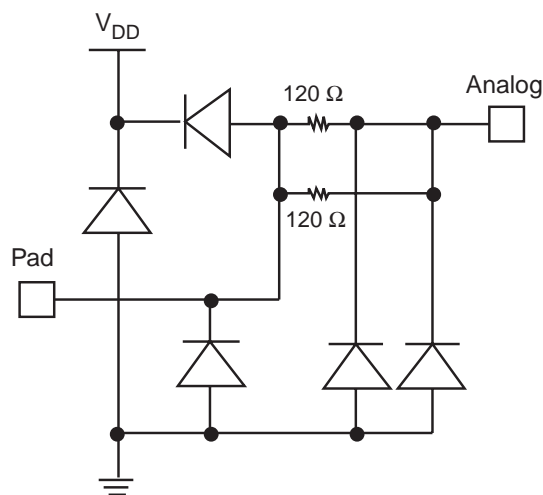 V_DD
Analog
120 Ω
120 Ω
Pad